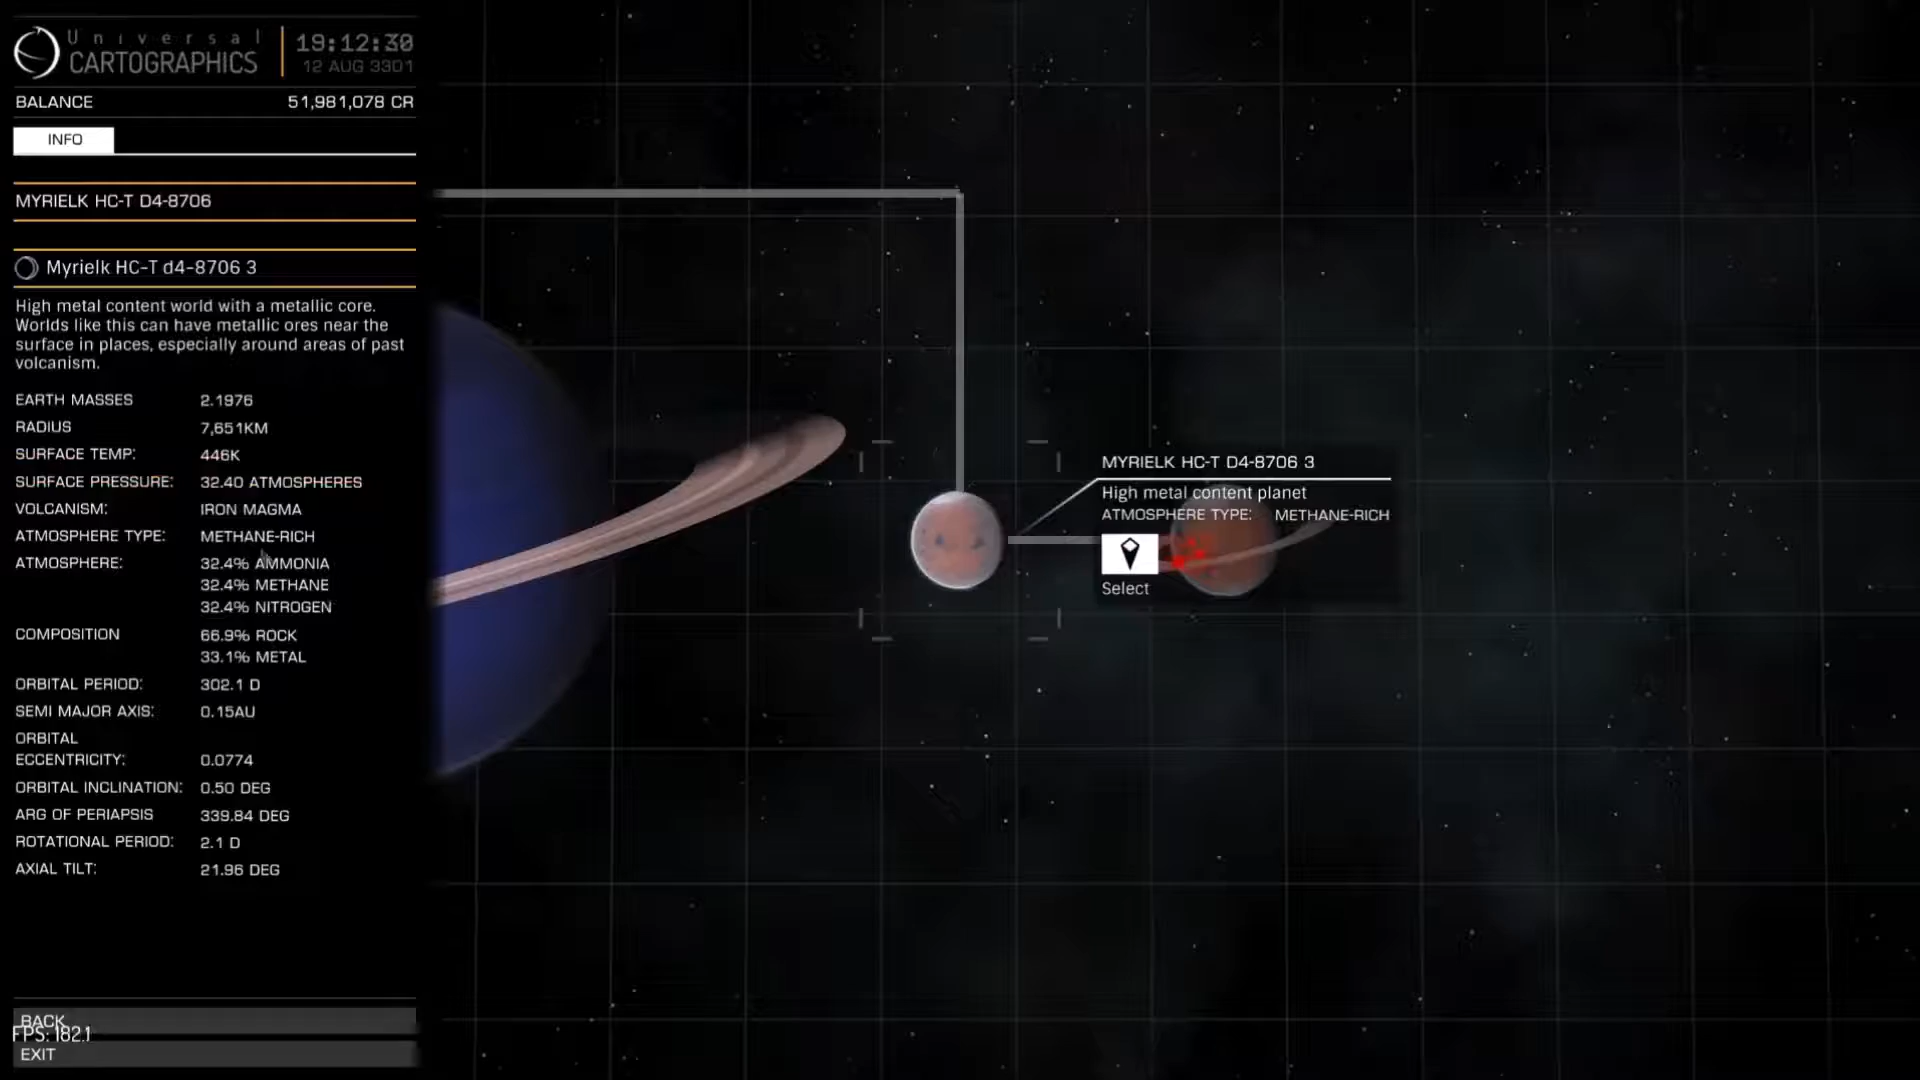 Universal
CARTOGRAPHICS
19:12:30
12 AUG 3301
BALANCE 51,981,078 CR
INFO
MYRIELK HC-T D4-8706
Myrielk HC-T d4-8706 3
High metal content world with a metallic core.
Worlds like this can have metallic ores near the
surface in places, especially around areas of past
volcanism.
EARTH MASSES 2.1976
RADIUS 7,651KM
SURFACE TEMP: 446K
SURFACE PRESSURE: 32.40 ATMOSPHERES
VOLCANISM: IRON MAGMA
ATMOSPHERE TYPE: METHANE-RICH
ATMOSPHERE: 32.4% AMMONIA
32.4% METHANE
32.4% NITROGEN
COMPOSITION 66.9% ROCK
33.1% METAL
ORBITAL PERIOD: 302.1 D
SEMI MAJOR AXIS: 0.15AU
ORBITAL
ECCENTRICITY: 0.0774
ORBITAL INCLINATION: 0.50 DEG
ARG OF PERIAPSIS 339.84 DEG
ROTATIONAL PERIOD: 2.1 D
AXIAL TILT: 21.96 DEG
BACK
FPS: 182.1
EXIT
MYRIELK HC-T D4-8706 3
High metal content planet
ATMOSPHERE TYPE: METHANE-RICH
Select